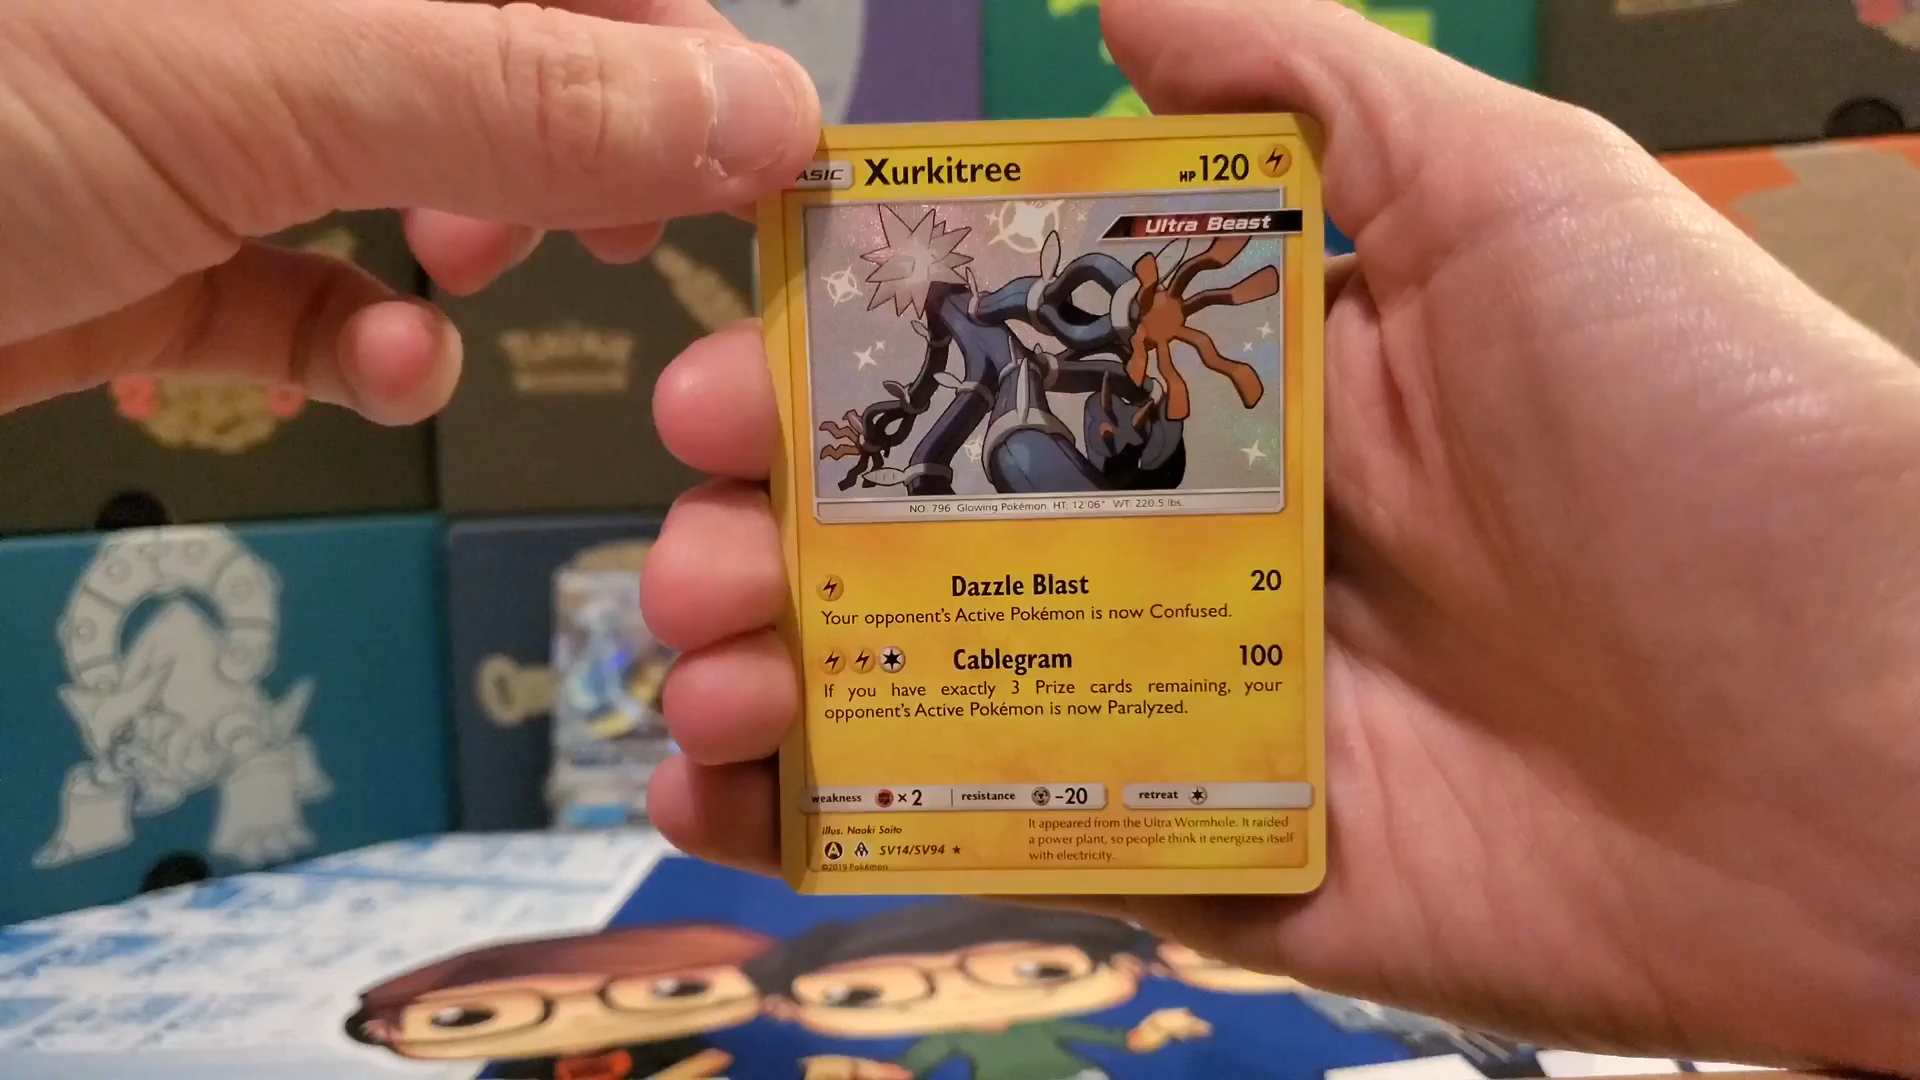 ASIC Xurkitree HP 120
Ultra Beast
NO. 796 Glowing Pokémon HT: 12'06" WT: 220.5 lbs.
Dazzle Blast 20
Your opponent's Active Pokémon is now Confused.
Cablegram 100
If you have exactly 3 Prize cards remaining, your
opponent's Active Pokémon is now Paralyzed.
weakness ×2 resistance -20 retreat
Illus. Naoki Saito
A SV14/SV94
©2019 Pokémon
It appeared from the Ultra Wormhole. It raided
a power plant, so people think it energizes itself
with electricity.
POKéMON